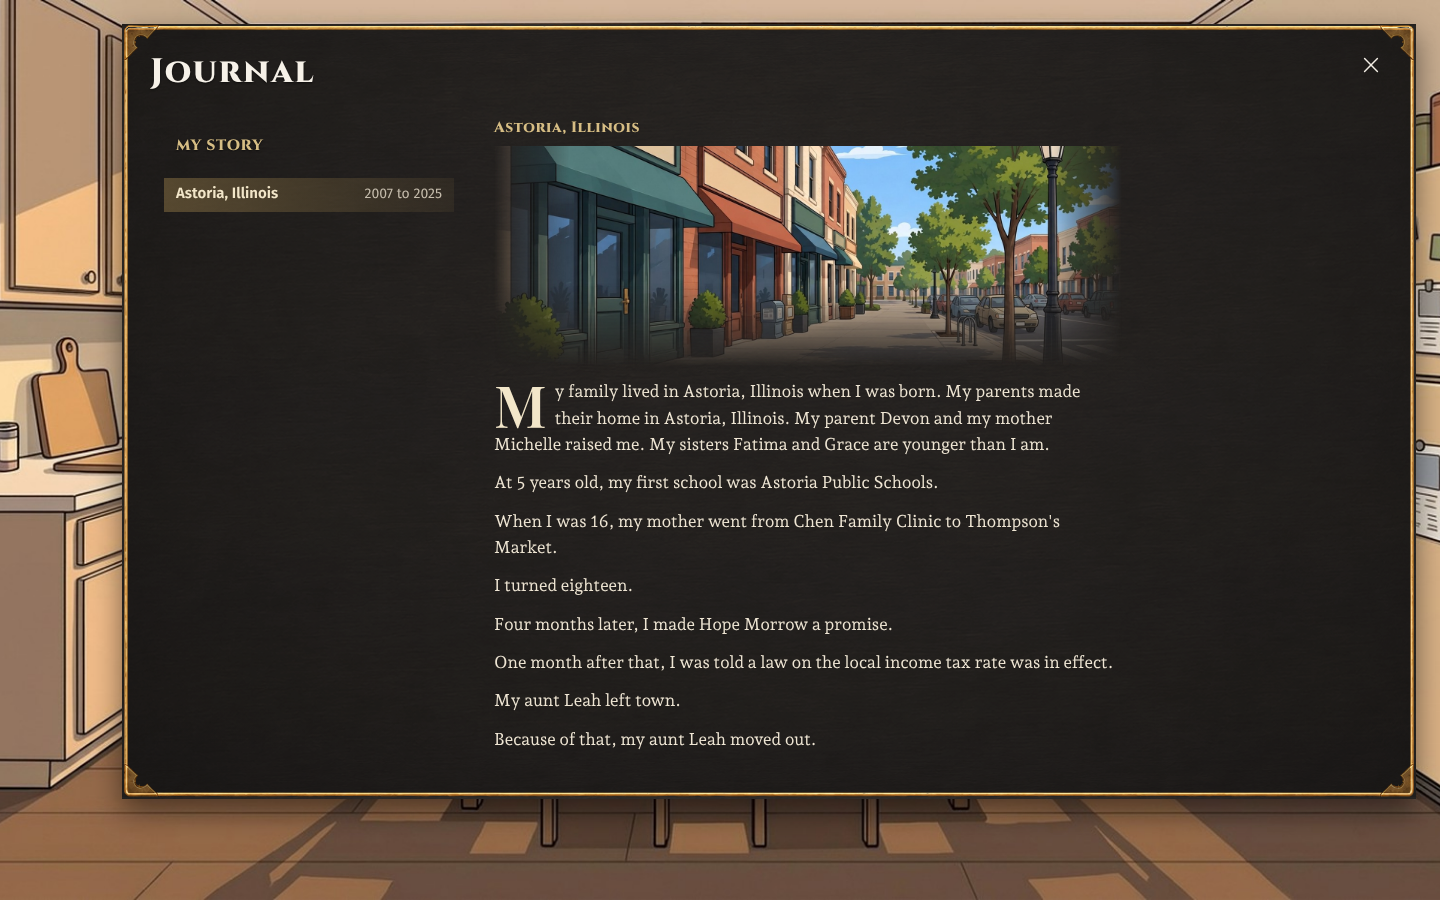 Journal
MY STORY
Astoria, Illinois 2007 to 2025
Astoria, Illinois
My family lived in Astoria, Illinois when I was born. My parents made
their home in Astoria, Illinois. My parent Devon and my mother
Michelle raised me. My sisters Fatima and Grace are younger than I am.
At 5 years old, my first school was Astoria Public Schools.
When I was 16, my mother went from Chen Family Clinic to Thompson's
Market.
I turned eighteen.
Four months later, I made Hope Morrow a promise.
One month after that, I was told a law on the local income tax rate was in effect.
My aunt Leah left town.
Because of that, my aunt Leah moved out.